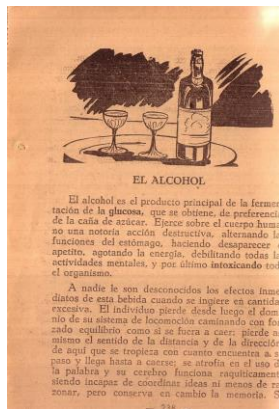 EL ALCOHOL
El alcohol es el producto principal de la fermen
tación de la glucosa, que se obtiene, de preferencia
de la caña de azúcar. Ejerce sobre el cuerpo huma
no una notoria acción destructiva, alternando la
funciones del estómago, haciendo desaparecer e
apetito, agotando la energía, debilitando todas la
actividades mentales, y por último intoxicando tod
el organismo.
A nadie le son desconocidos los efectos inme
diatos de esta bebida cuando se ingiere en cantida
excesiva. El individuo pierde desde luego el domi
nio de su sistema de locomoción caminando con for
zado equilibrio como si se fuera a caer; pierde a
mismo el sentido de la distancia y de la dirección
de aquí que se tropieza con cuanto encuentra a s
paso y llega hasta a caerse; se atrofia en el uso d
la palabra y su cerebro funciona raquíticament
siendo incapaz de coordinar ideas ni menos de ra
zonar, pero conserva en cambio la memoria. S